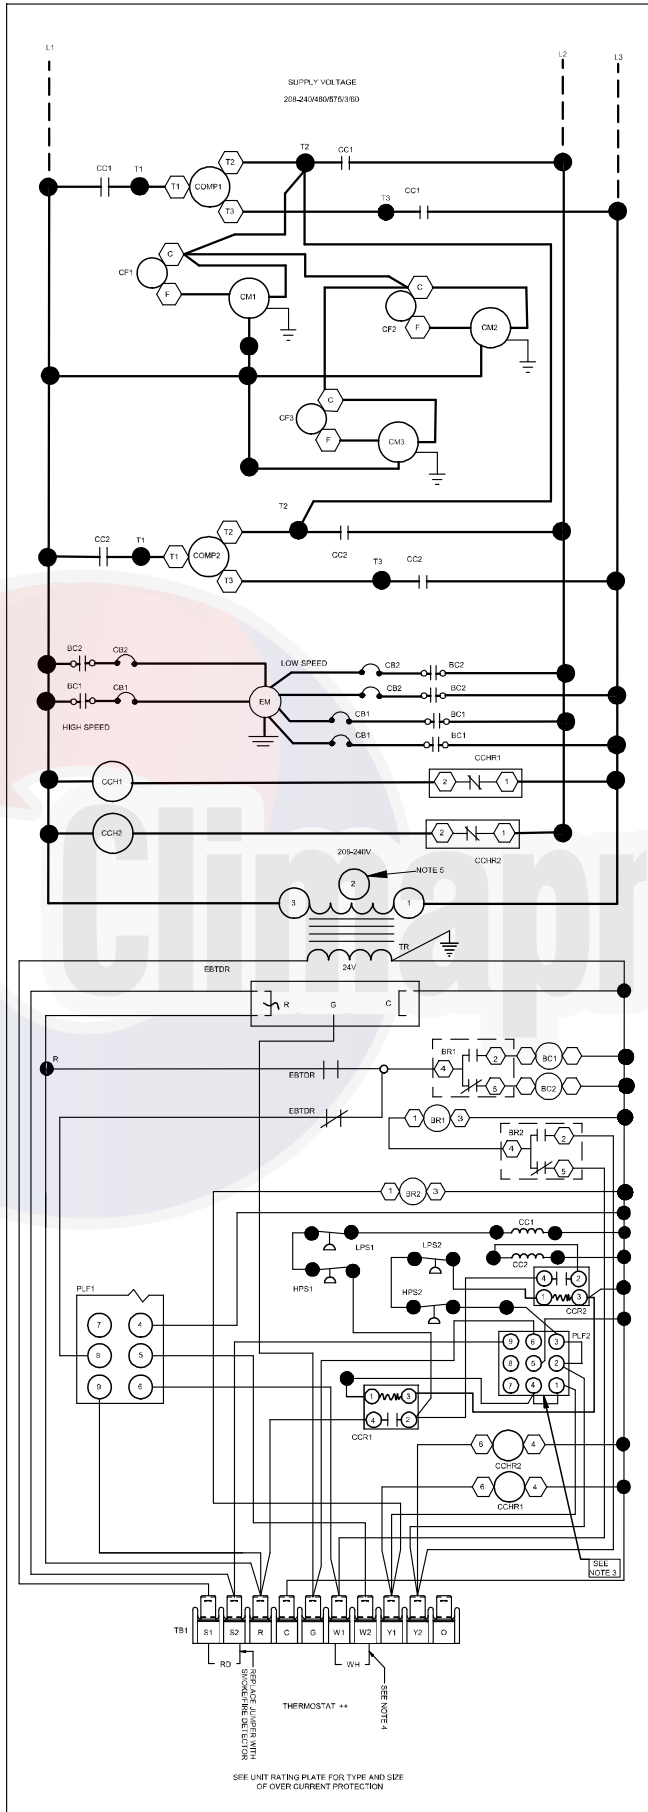 L1
L2
L3
SUPPLY VOLTAGE
208-240/460/575/3/60
CC1 T1 T1 COMP1 T2 T2 CC1
T3 T3 CC1
C
CF1
F CM1
C
CF2 F CM2
C
CF3
F CM3
T2
CC2 T1 T1 COMP2 T2
CC2
T3 T3 CC2
BC2 CB2 LOW SPEED CB2 BC2
BC1 CB1 EM CB2 BC2
HIGH SPEED CB1 BC1
CB1 BC1
CCHR1
CCH1 2 1
CCH2 2 1
CCHR2
208-240V
2 NOTE 5
3 1
TR
24V
EBTDR
R G C
R
EBTDR
BR1
4 2 BC1
5 BC2
EBTDR
1 BR1 3
BR2
4 2
5
1 BR2 3
CC1
LPS1
LPS2
CC2
HPS1
HPS2
4 2
1 3
CCR2
PLF1
7 4
8 5
9 6
PLF2
9 6 3
8 5 2
7 4 1
1 3
4 2
CCR1
6 4
CCHR2
6 4
CCHR1
SEE
NOTE 3
TB1 S1 S2 R C G W1 W2 Y1 Y2 O
RD
WH
REPLACE JUMPER WITH
SMOKE/FIRE DETECTOR
SEE NOTE 4
THERMOSTAT ++
SEE UNIT RATING PLATE FOR TYPE AND SIZE
OF OVER CURRENT PROTECTION
Climapr